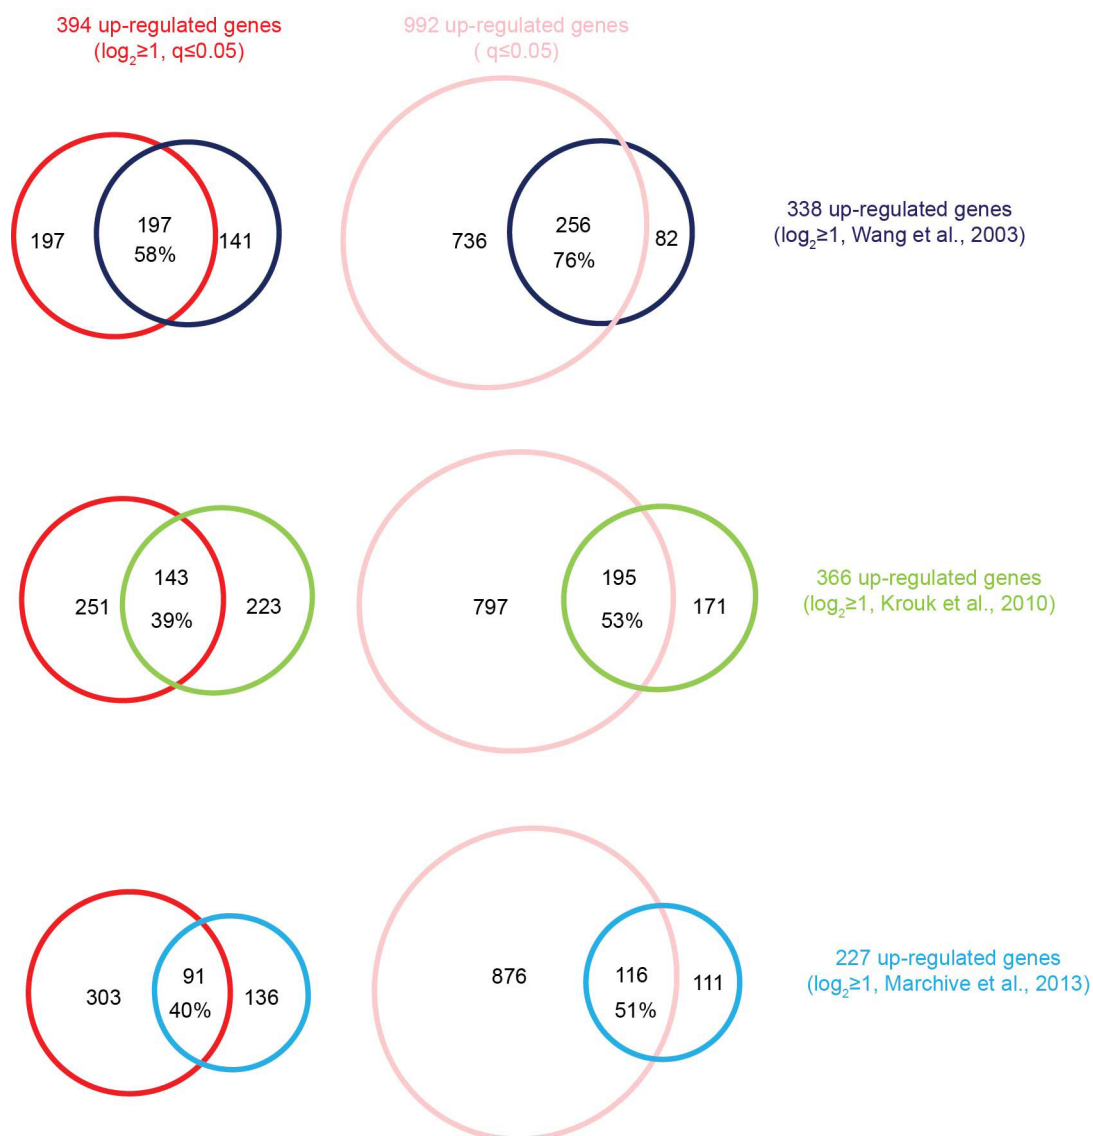 394 up-regulated genes
(log₂≥1, q≤0.05)
992 up-regulated genes
( q≤0.05)
197
197
58%
141
736
256
76%
82
338 up-regulated genes
(log₂≥1, Wang et al., 2003)
251
143
39%
223
797
195
53%
171
366 up-regulated genes
(log₂≥1, Krouk et al., 2010)
303
91
40%
136
876
116
51%
111
227 up-regulated genes
(log₂≥1, Marchive et al., 2013)